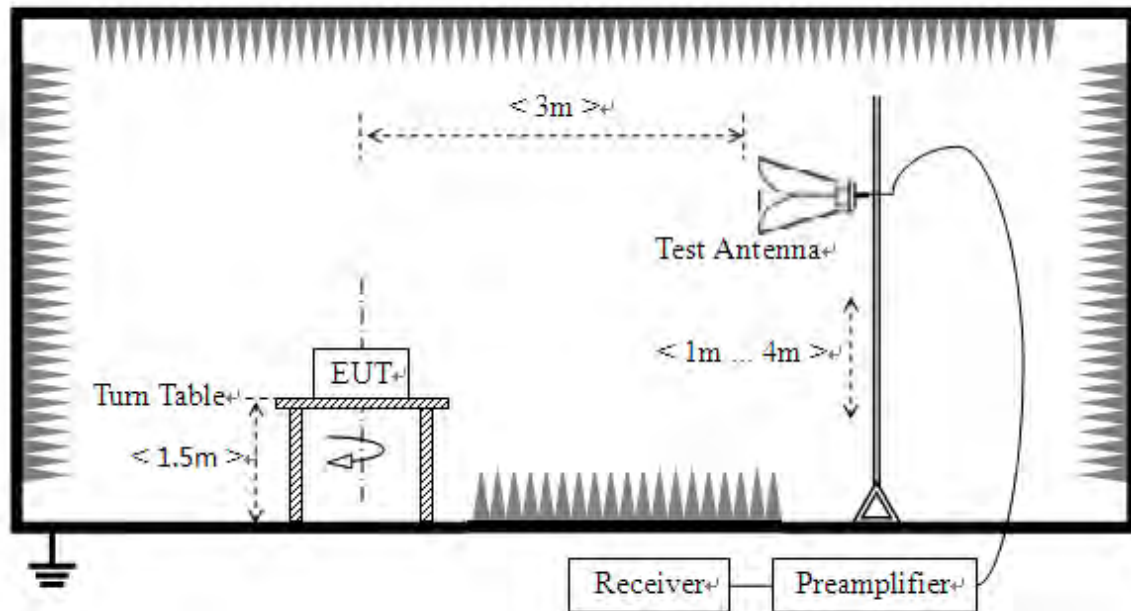 < 3m >↵
Test Antenna↵
< 1m ... 4m >↵
EUT↵
Turn Table↵
< 1.5m >↵
Receiver↵
Preamplifier↵